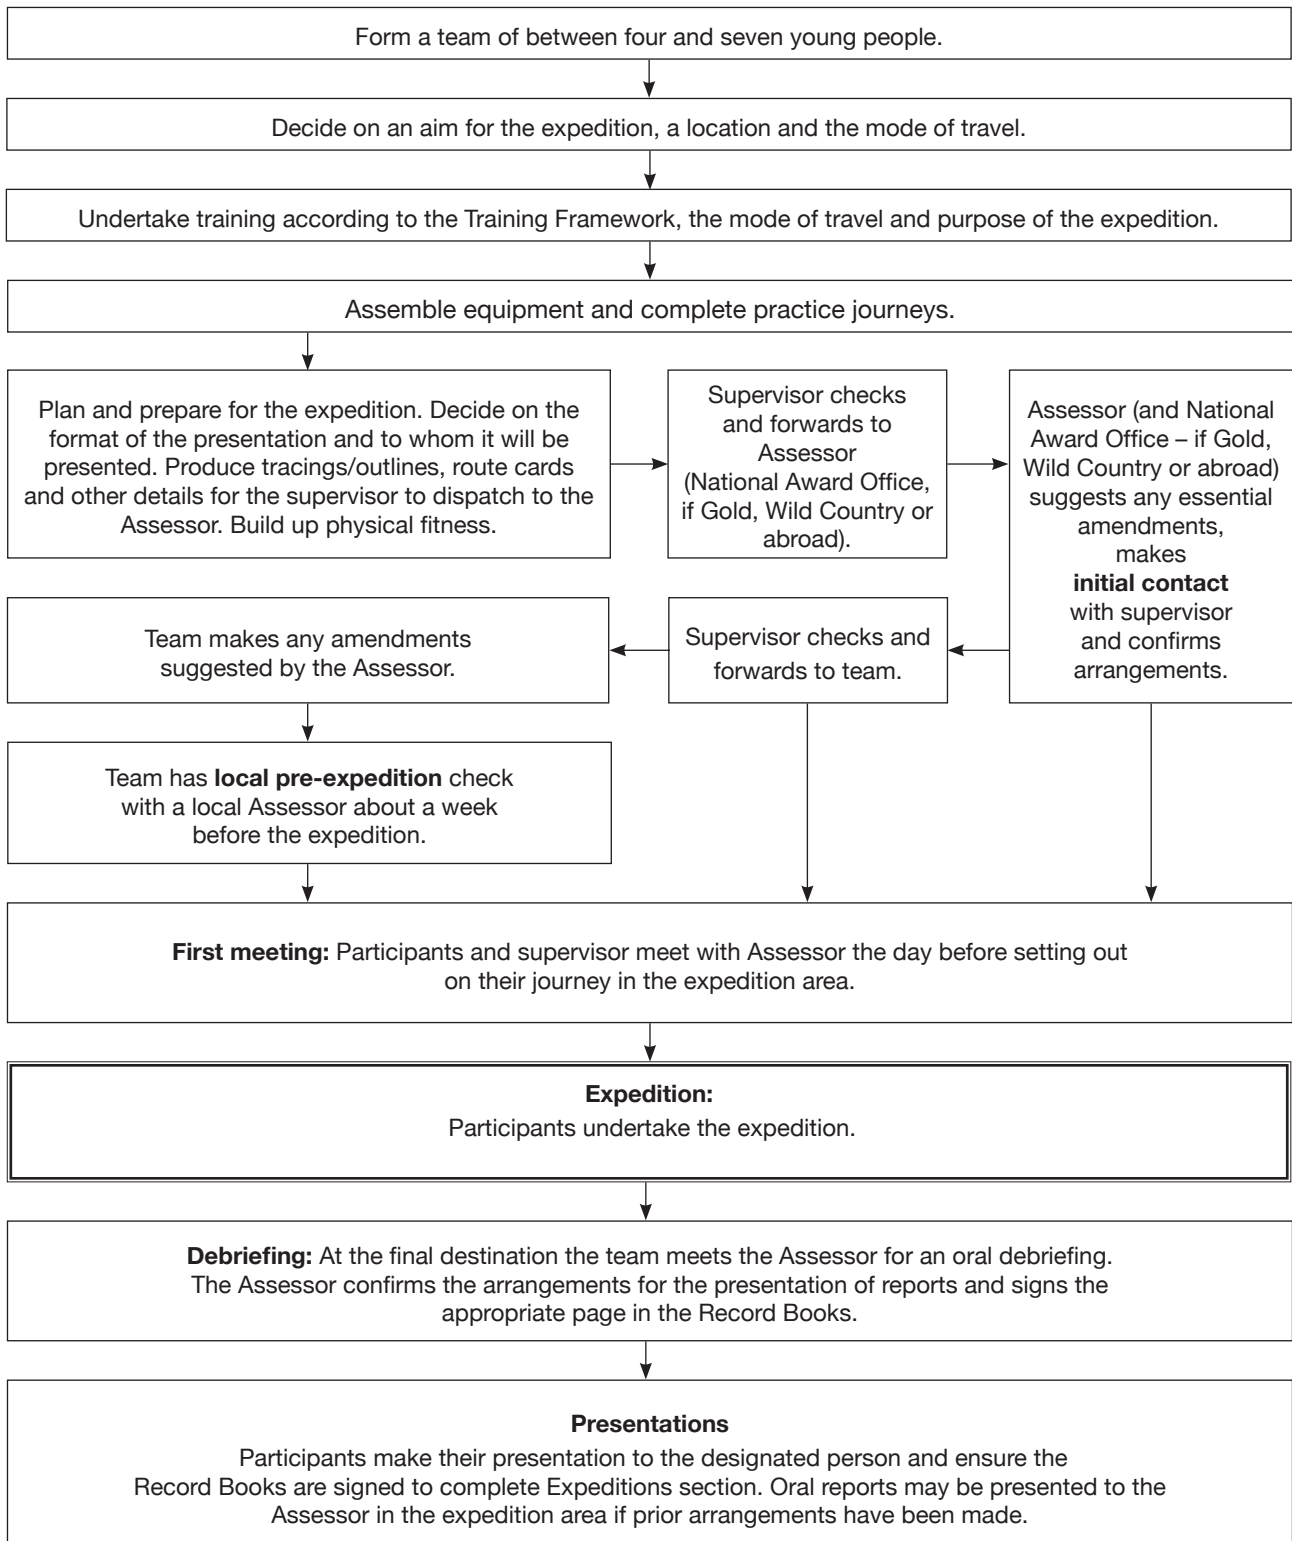 Form a team of between four and seven young people.
Decide on an aim for the expedition, a location and the mode of travel.
Undertake training according to the Training Framework, the mode of travel and purpose of the expedition.
Assemble equipment and complete practice journeys.
Plan and prepare for the expedition. Decide on the
format of the presentation and to whom it will be
presented. Produce tracings/outlines, route cards
and other details for the supervisor to dispatch to the
Assessor. Build up physical fitness.
Supervisor checks
and forwards to
Assessor
(National Award Office,
if Gold, Wild Country or
abroad).
Assessor (and National
Award Office – if Gold,
Wild Country or abroad)
suggests any essential
amendments,
makes
initial contact
with supervisor
and confirms
arrangements.
Supervisor checks and
forwards to team.
Team makes any amendments
suggested by the Assessor.
Team has local pre-expedition check
with a local Assessor about a week
before the expedition.
First meeting: Participants and supervisor meet with Assessor the day before setting out
on their journey in the expedition area.
Expedition:
Participants undertake the expedition.
Debriefing: At the final destination the team meets the Assessor for an oral debriefing.
The Assessor confirms the arrangements for the presentation of reports and signs the
appropriate page in the Record Books.
Presentations
Participants make their presentation to the designated person and ensure the
Record Books are signed to complete Expeditions section. Oral reports may be presented to the
Assessor in the expedition area if prior arrangements have been made.